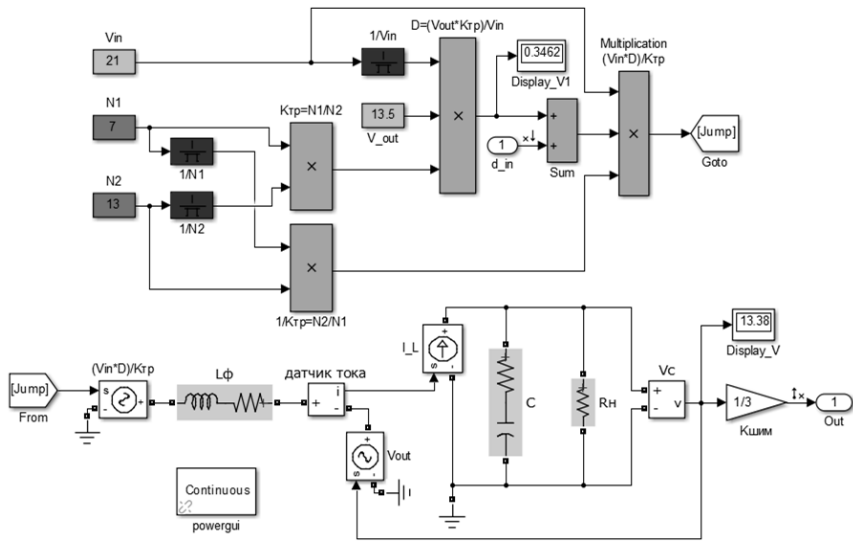 Vin
21
1/Vin
D=(Vout*Kтр)/Vin
0.3462
Display_V1
Multiplication
(Vin*D)/Kтр
N1
7
Kтр=N1/N2
13.5
V_out
×
+
+
Sum
×
[Jump]
Goto
1
d_in
1/N1
×
N2
13
1/N2
×
1/Kтр=N2/N1
I_L
+
s
-
13.38
Display_V
(Vin*D)/Kтр
Lф
датчик тока
Vc
[Jump]
From
s
-
+
+
i
-
C
Rн
+
-
v
1/3
Kшим
1
Out
+
s
-
Vout
Continuous
powergui